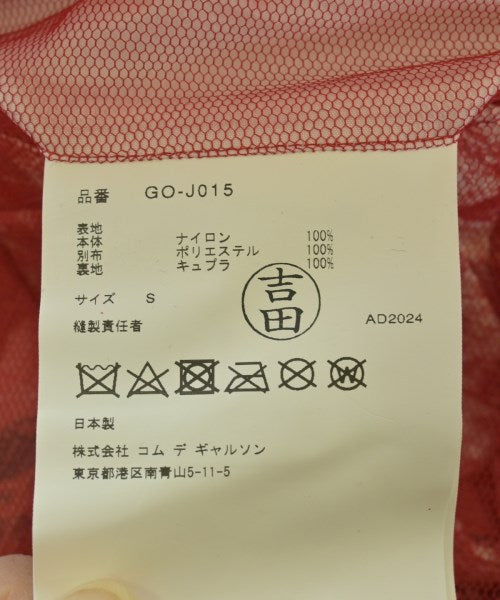 品番 GO-J015
表地
本体 ナイロン 100%
別布 ポリエステル 100%
裏地 キュプラ 100%
サイズ S
吉田
縫製責任者
AD2024
W
日本製
株式会社 コム デ ギャルソン
東京都港区南青山5-11-5